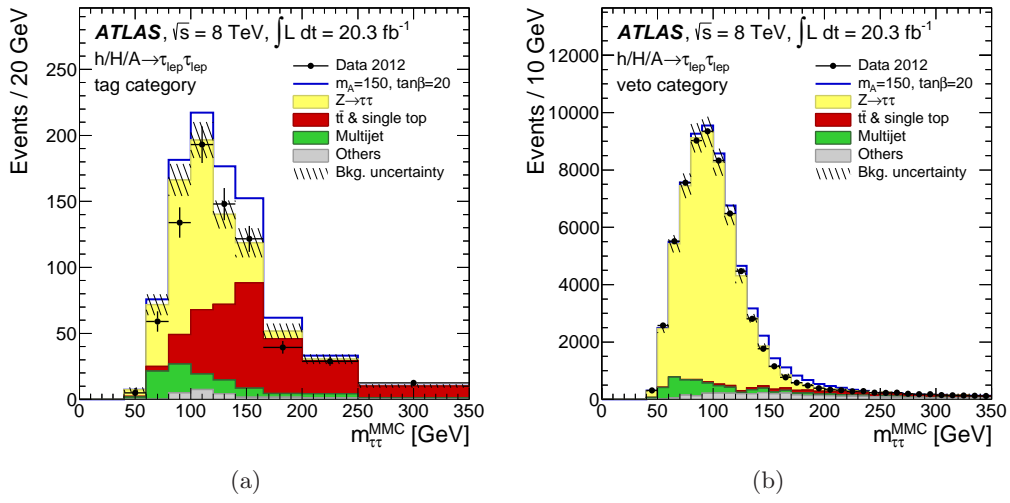 ATLAS, √s = 8 TeV, ∫L dt = 20.3 fb⁻¹
h/H/A→τlepτlep
tag category
Data 2012
mA=150, tanβ=20
Z→ττ
tt̄ & single top
Multijet
Others
Bkg. uncertainty
Events / 20 GeV
250
200
150
100
50
0
0 50 100 150 200 250 300 350
mττMMC [GeV]
(a)
ATLAS, √s = 8 TeV, ∫L dt = 20.3 fb⁻¹
h/H/A→τlepτlep
veto category
Data 2012
mA=150, tanβ=20
Z→ττ
tt̄ & single top
Multijet
Others
Bkg. uncertainty
Events / 10 GeV
12000
10000
8000
6000
4000
2000
0
0 50 100 150 200 250 300 350
mττMMC [GeV]
(b)